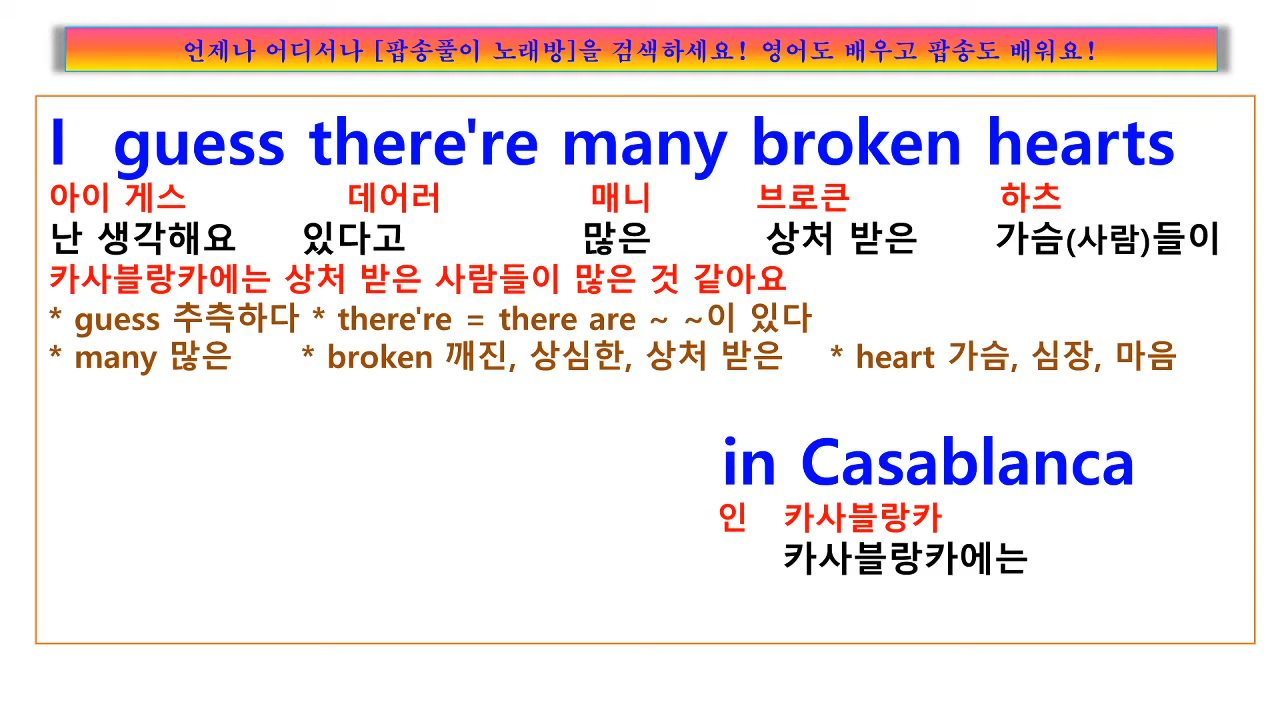 언제나 어디서나 [팝송풀이 노래방]을 검색하세요! 영어도 배우고 팝송도 배워요!
I guess there're many broken hearts
아이 게스 데어러 매니 브로큰 하츠
난 생각해요 있다고 많은 상처 받은 가슴(사람)들이
카사블랑카에는 상처 받은 사람들이 많은 것 같아요
* guess 추측하다 * there're = there are ~ ~이 있다
* many 많은 * broken 깨진, 상심한, 상처 받은 * heart 가슴, 심장, 마음
in Casablanca
인 카사블랑카
카사블랑카에는